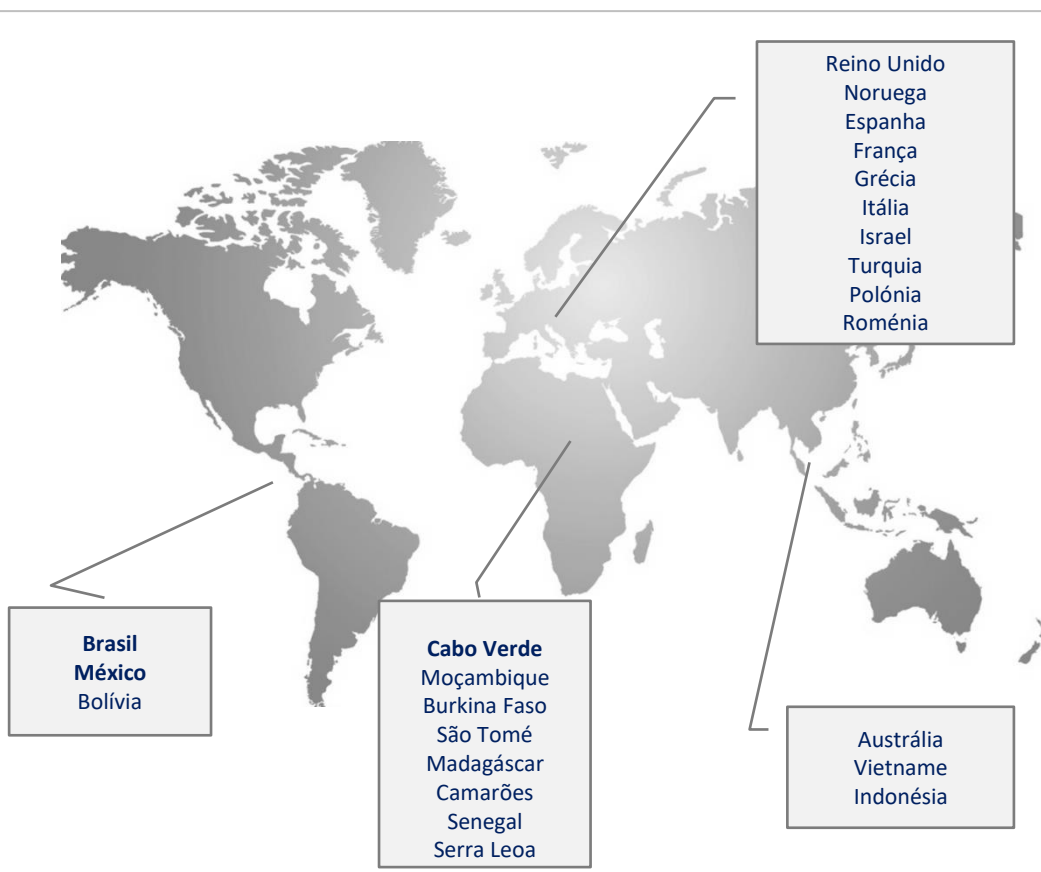 Reino Unido
Noruega
Espanha
França
Grécia
Itália
Israel
Turquia
Polónia
Roménia
Brasil
México
Bolívia
Cabo Verde
Moçambique
Burkina Faso
São Tomé
Madagáscar
Camarões
Senegal
Serra Leoa
Austrália
Vietname
Indonésia